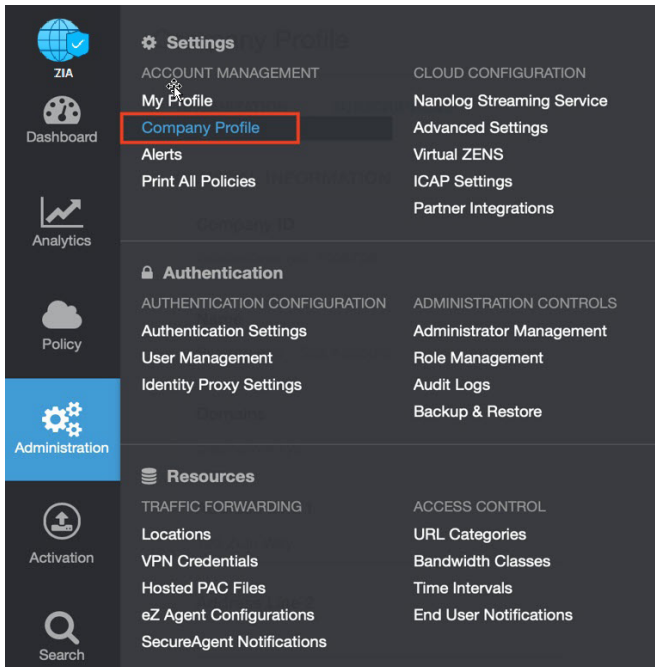 ZIA
Dashboard
Analytics
Policy
Administration
Activation
Search
Settings
ACCOUNT MANAGEMENT
My Profile
Company Profile
Alerts
Print All Policies
CLOUD CONFIGURATION
Nanolog Streaming Service
Advanced Settings
Virtual ZENS
ICAP Settings
Partner Integrations
Authentication
AUTHENTICATION CONFIGURATION
Authentication Settings
User Management
Identity Proxy Settings
ADMINISTRATION CONTROLS
Administrator Management
Role Management
Audit Logs
Backup & Restore
Resources
TRAFFIC FORWARDING
Locations
VPN Credentials
Hosted PAC Files
eZ Agent Configurations
SecureAgent Notifications
ACCESS CONTROL
URL Categories
Bandwidth Classes
Time Intervals
End User Notifications
Company ID